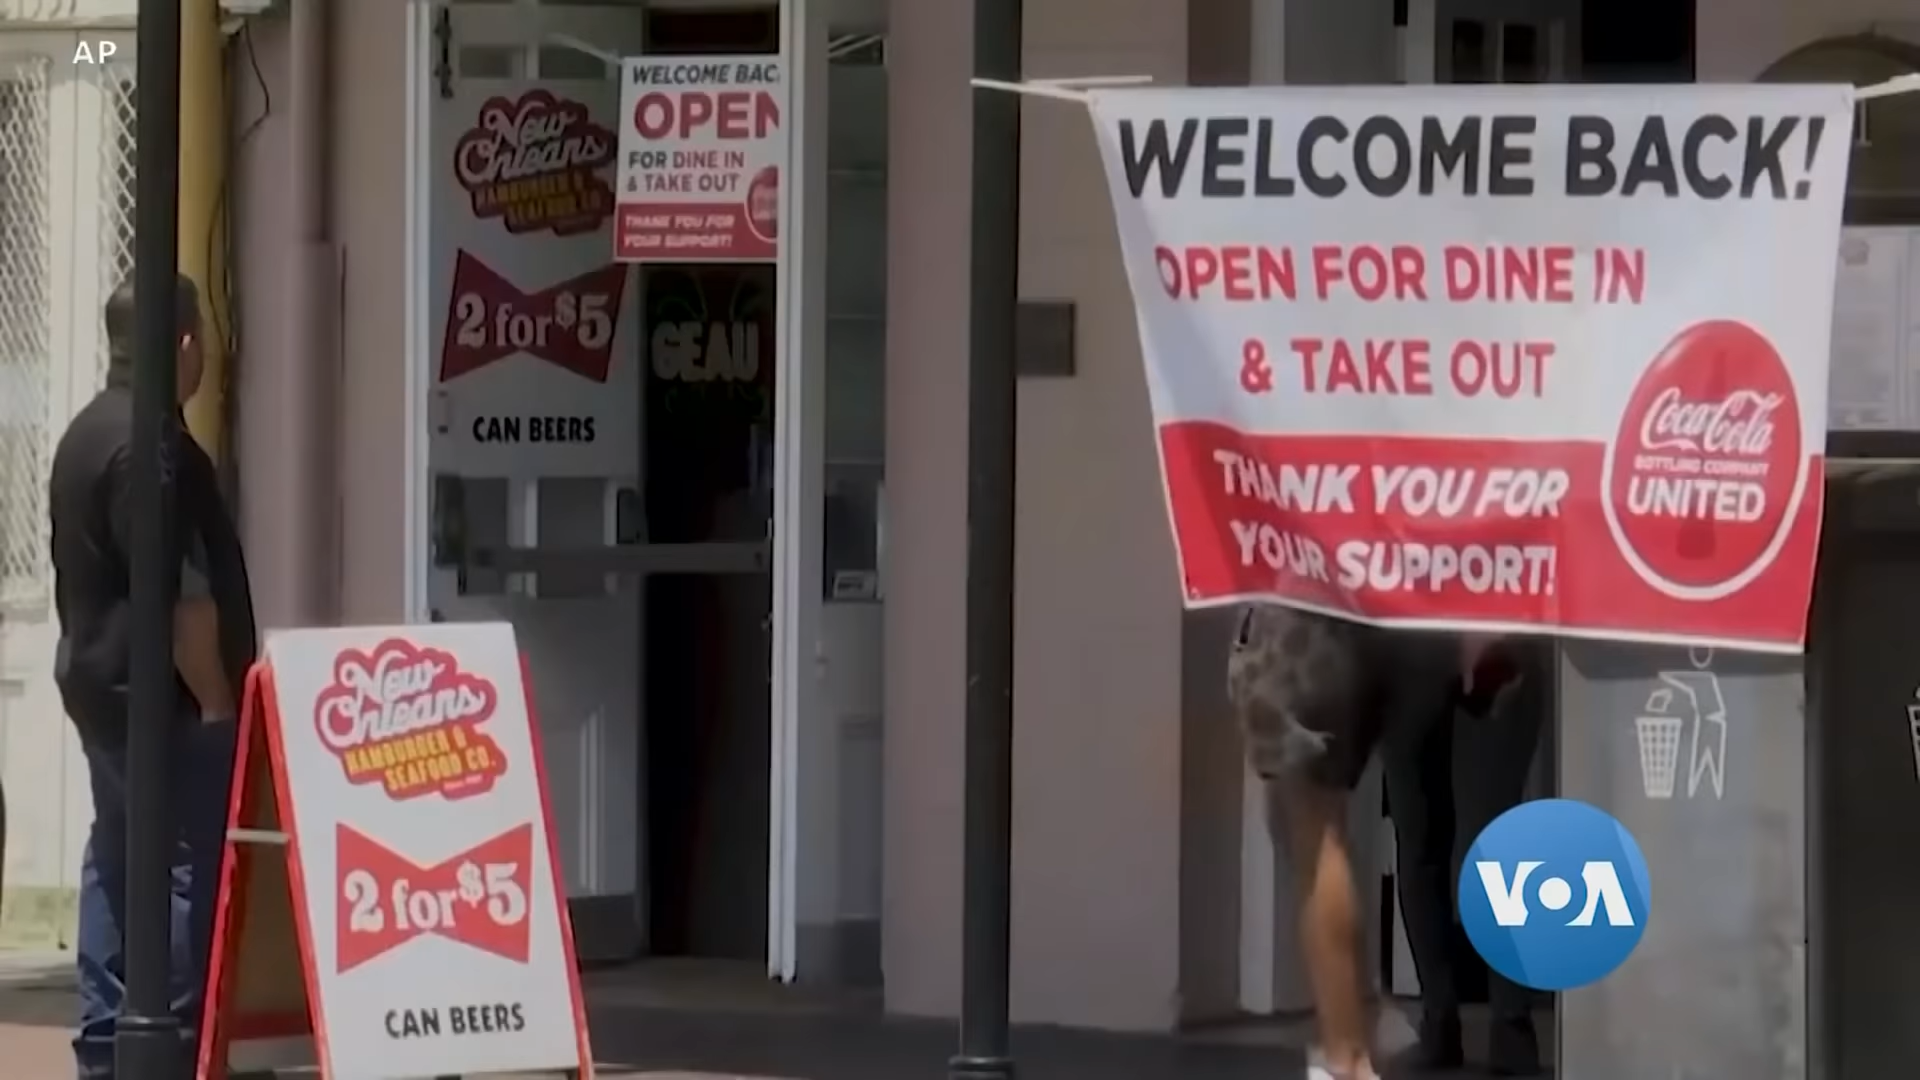 AP
New
Orleans
HAMBURGER &
SEAFOOD CO.
2 for $5
CAN BEERS
WELCOME BAC
OPEN
FOR DINE IN
& TAKE OUT
THANK YOU FOR
YOUR SUPPORT!
GEAU
WELCOME BACK!
OPEN FOR DINE IN
& TAKE OUT
THANK YOU FOR
YOUR SUPPORT!
Coca-Cola
BOTTLING COMPANY
UNITED
New
Orleans
HAMBURGER &
SEAFOOD CO.
2 for $5
CAN BEERS
VOA